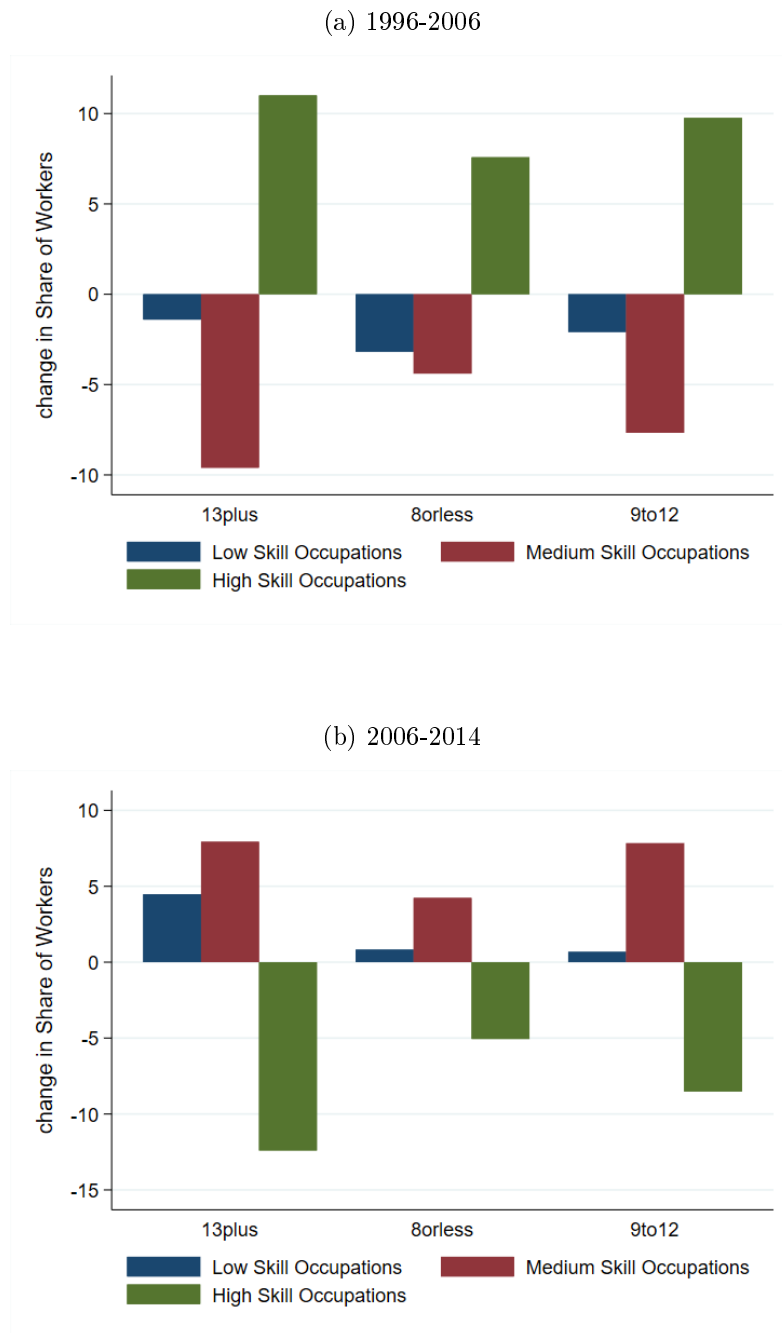 (a) 1996-2006
change in Share of Workers
10
5
0
-5
-10
13plus 8orless 9to12
Low Skill Occupations Medium Skill Occupations
High Skill Occupations
(b) 2006-2014
change in Share of Workers
10
5
0
-5
-10
-15
13plus 8orless 9to12
Low Skill Occupations Medium Skill Occupations
High Skill Occupations